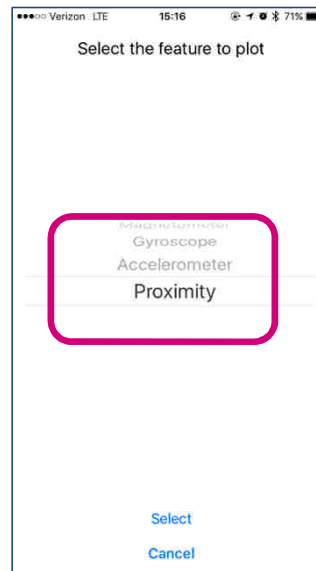 Verizon LTE 15:16 71%
Select the feature to plot
Magnetometer
Gyroscope
Accelerometer
Proximity
Select
Cancel